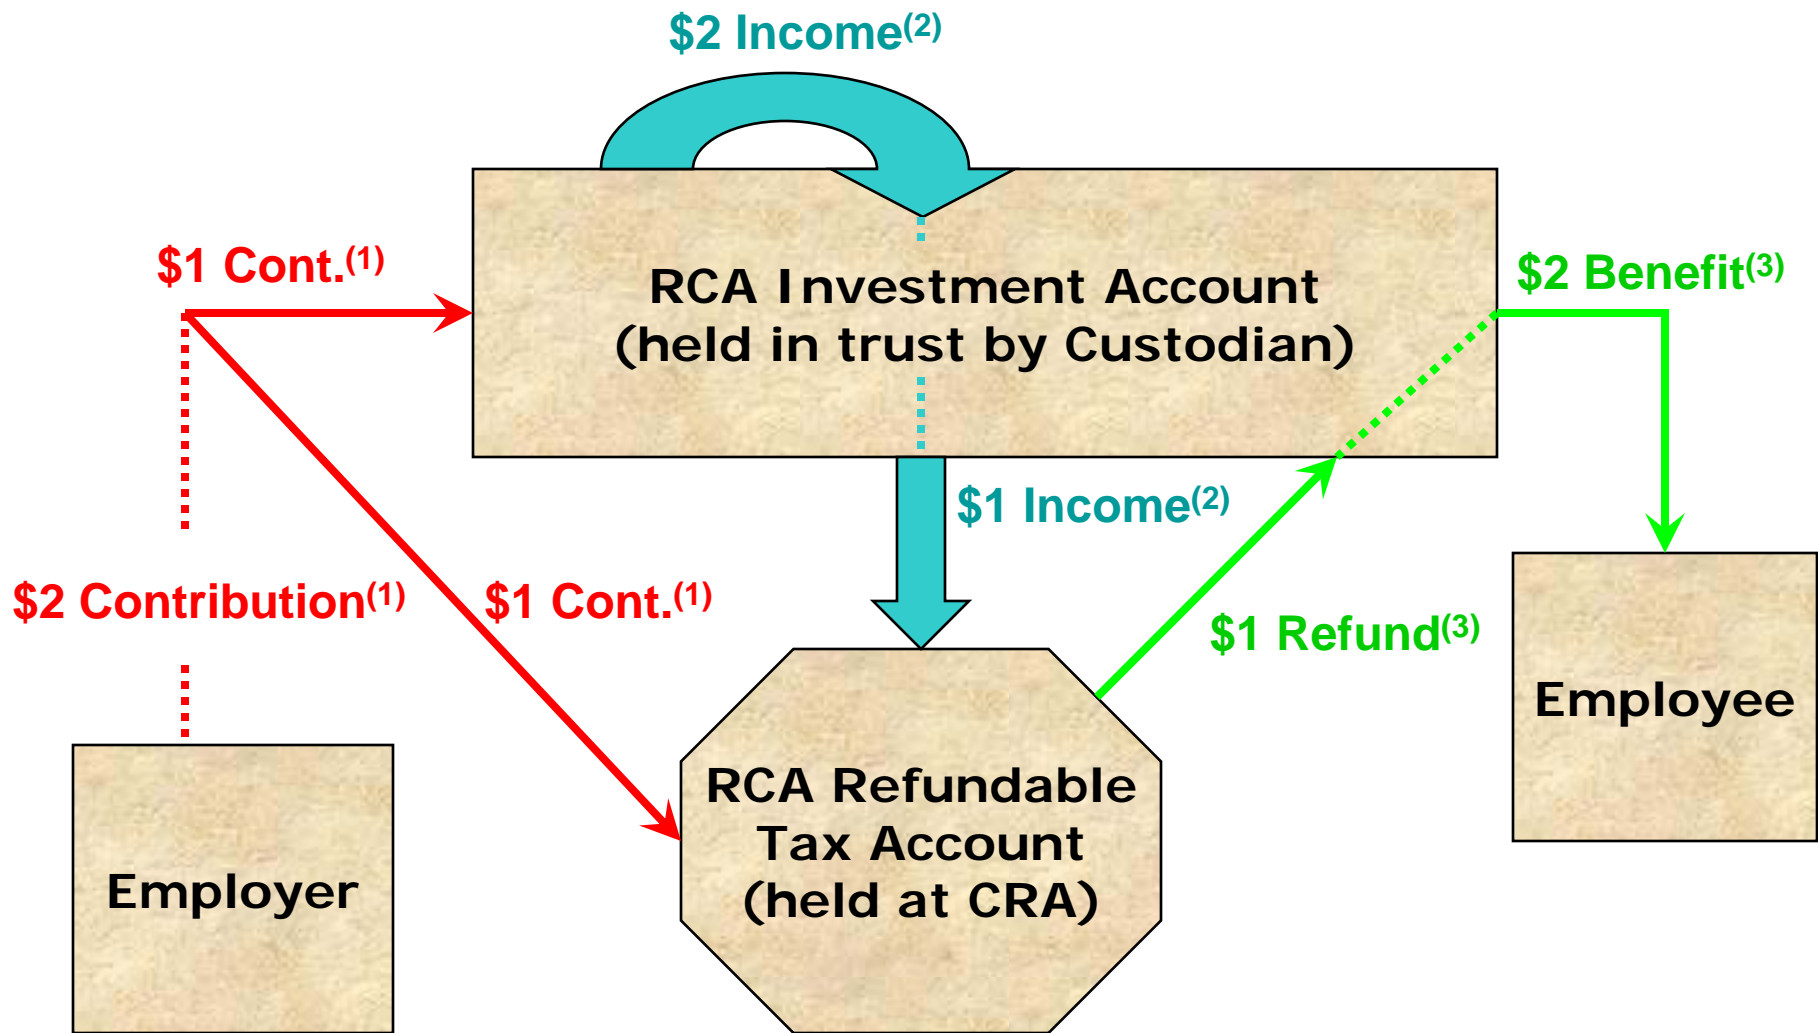 $2 Income(2)
$1 Cont.(1)
RCA Investment Account
(held in trust by Custodian)
$2 Benefit(3)
$1 Income(2)
$2 Contribution(1)
$1 Cont.(1)
$1 Refund(3)
Employee
RCA Refundable
Tax Account
(held at CRA)
Employer